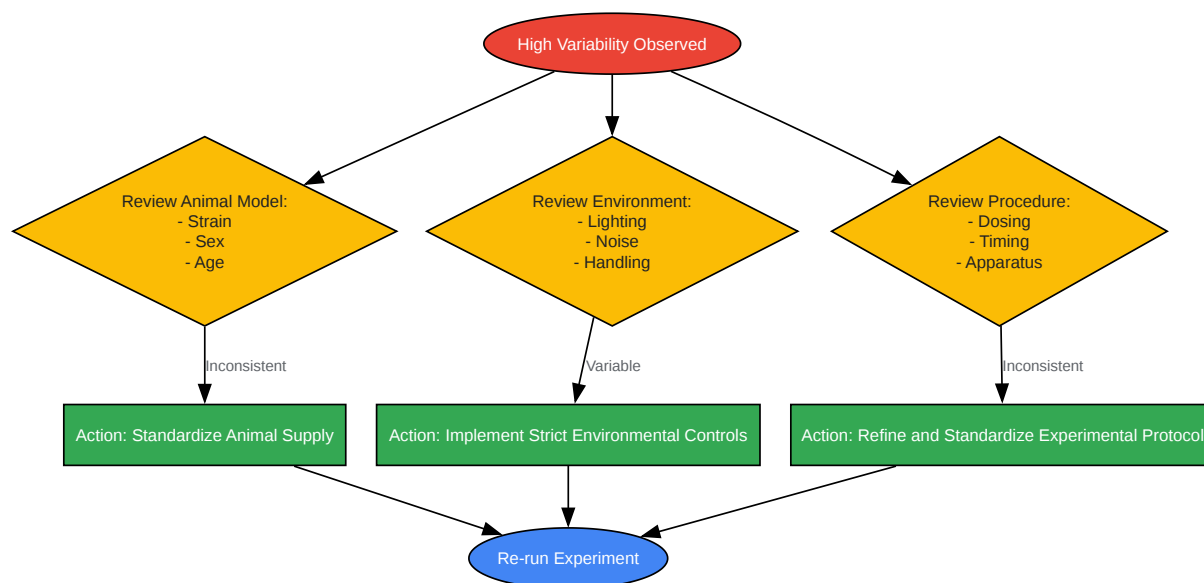 High Variability Observed
Review Animal Model:
- Strain
- Sex
- Age
Review Environment:
- Lighting
- Noise
- Handling
Review Procedure:
- Dosing
- Timing
- Apparatus
Inconsistent
Variable
Inconsistent
Action: Standardize Animal Supply
Action: Implement Strict Environmental Controls
Action: Refine and Standardize Experimental Protocol
Re-run Experiment